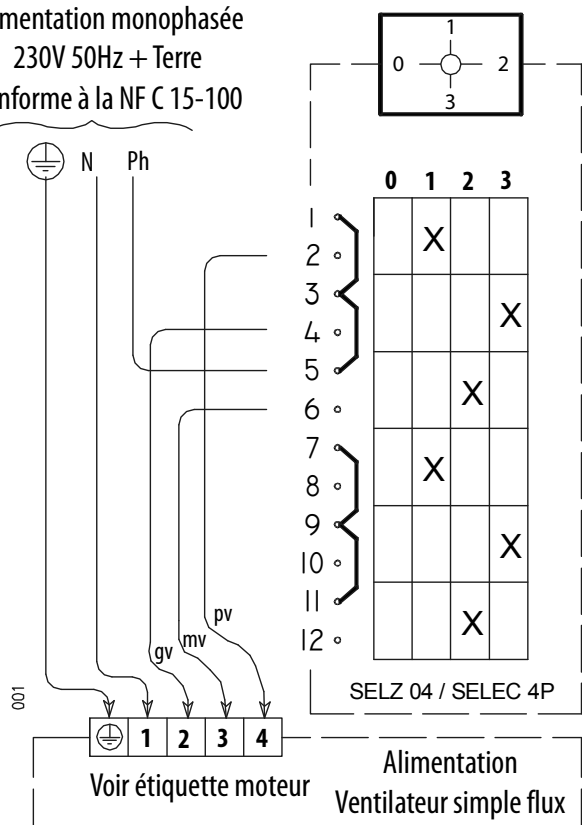 mentation monophasée
230V 50Hz + Terre
nforme à la NF C 15-100
N Ph
1
0 2
3
0 1 2 3
1
X
2
3
4
X
5
6
X
7
8
X
9
10
X
11
12
X
pv
mv
gv
001
SELZ 04 / SELEC 4P
1 2 3 4
Voir étiquette moteur
Alimentation
Ventilateur simple flux